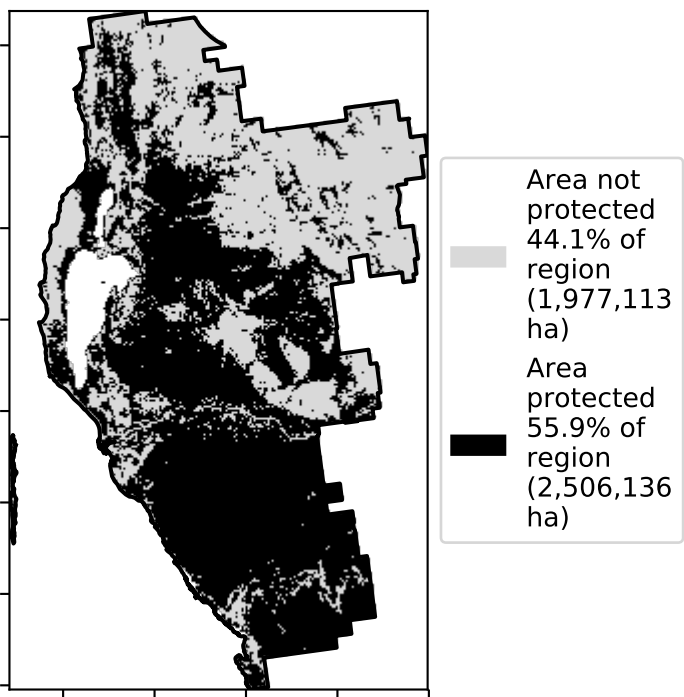 Area not
protected
44.1% of
region
(1,977,113
ha)
Area
protected
55.9% of
region
(2,506,136
ha)